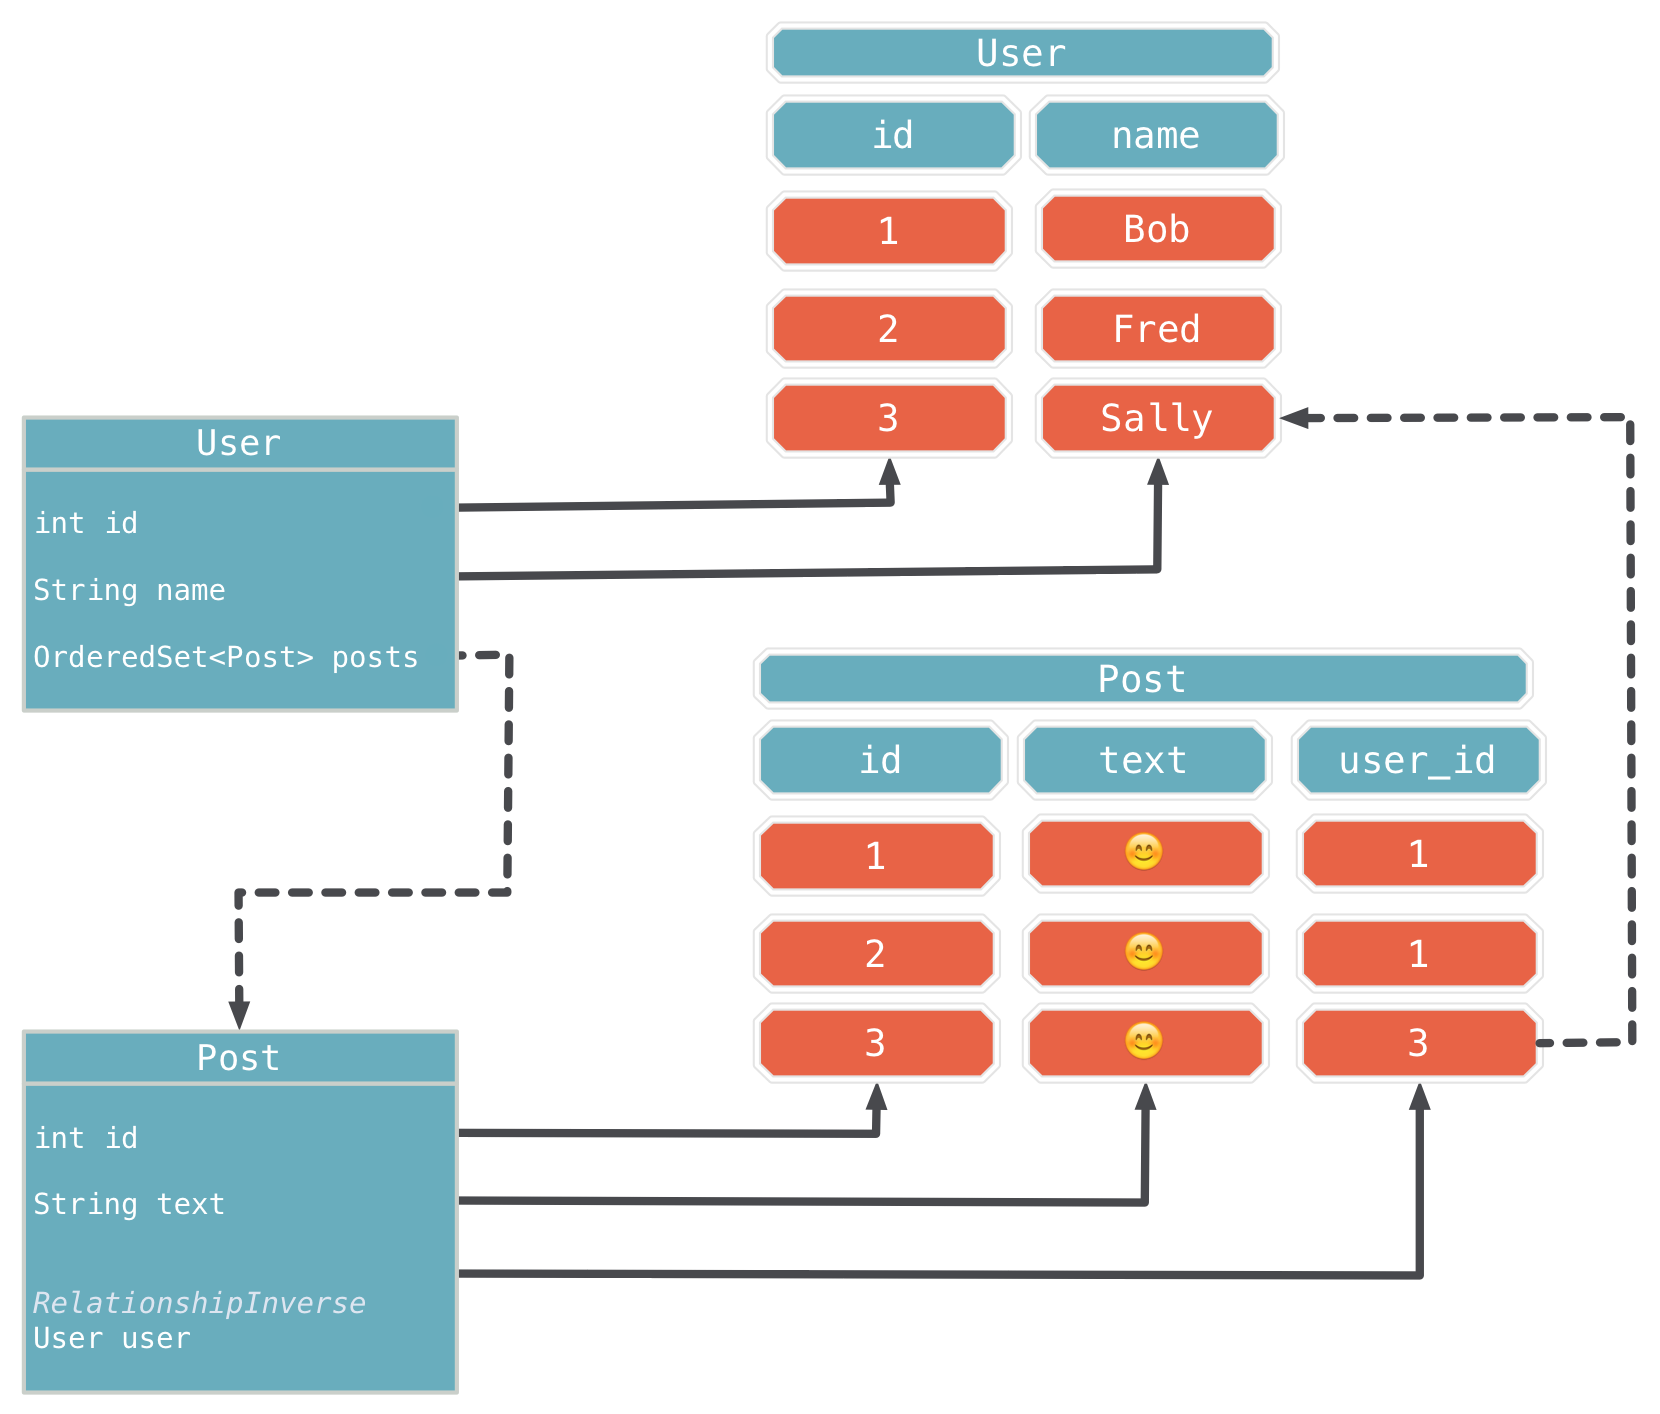 User
id name
1 Bob
2 Fred
3 Sally
User
int id
String name
OrderedSet<Post> posts
Post
id text user_id
1 😊 1
2 😊 1
3 😊 3
Post
int id
String text
RelationshipInverse
User user